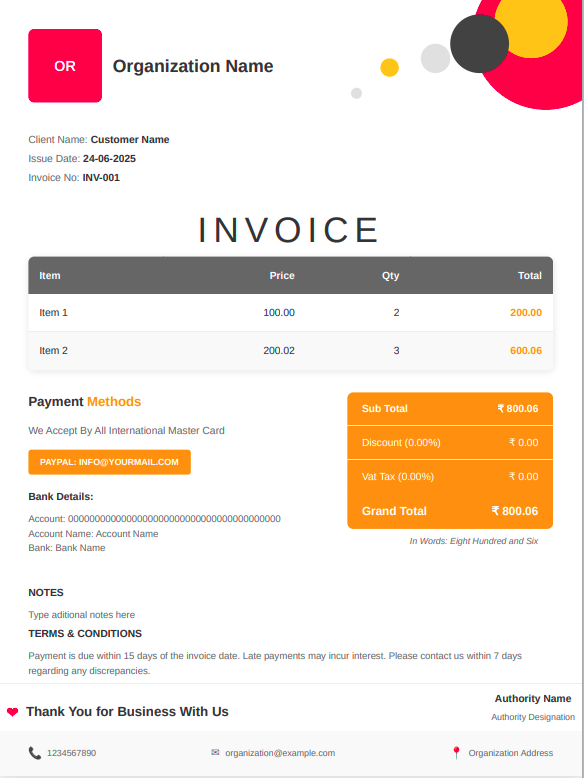 OR
Organization Name
Client Name: Customer Name
Issue Date: 24-06-2025
Invoice No: INV-001
INVOICE
Item Price Qty Total
Item 1 100.00 2 200.00
Item 2 200.02 3 600.06
Payment Methods
We Accept By All International Master Card
PAYPAL: INFO@YOURMAIL.COM
Bank Details:
Account: 0000000000000000000000000000000000000000
Account Name: Account Name
Bank: Bank Name
Sub Total ₹ 800.06
Discount (0.00%) ₹ 0.00
Vat Tax (0.00%) ₹ 0.00
Grand Total ₹ 800.06
In Words: Eight Hundred and Six
NOTES
Type aditional notes here
TERMS & CONDITIONS
Payment is due within 15 days of the invoice date. Late payments may incur interest. Please contact us within 7 days
regarding any discrepancies.
Thank You for Business With Us
Authority Name
Authority Designation
1234567890 organization@example.com Organization Address